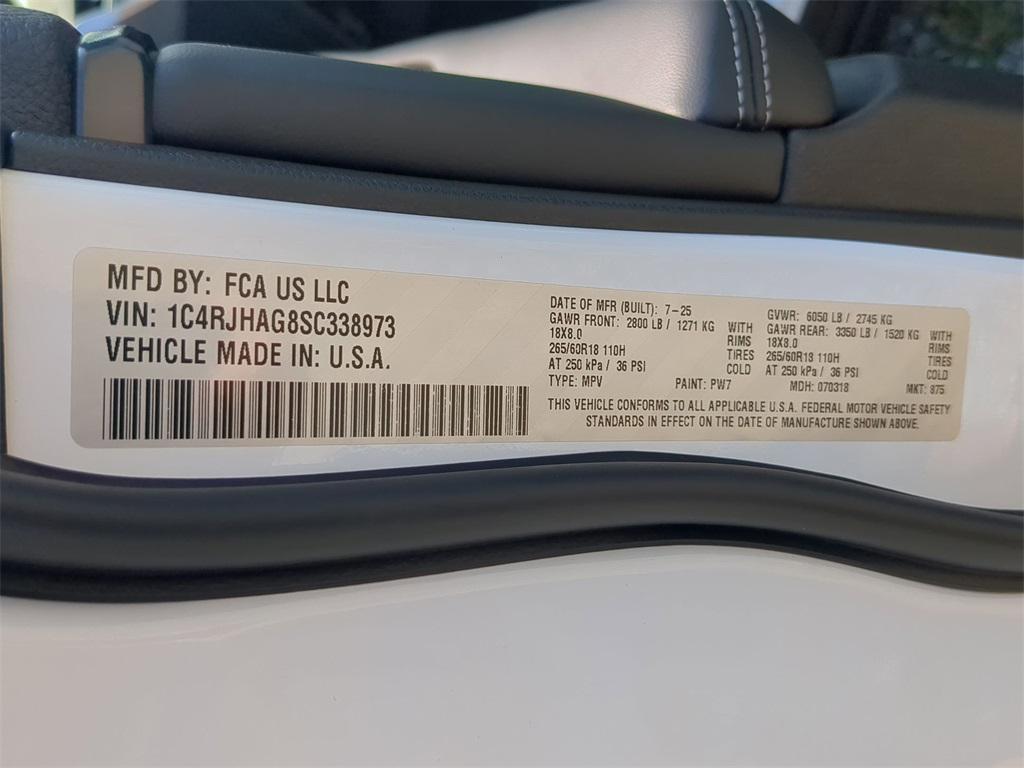 MFD BY: FCA US LLC
VIN: 1C4RJHAG8SC338973
VEHICLE MADE IN: U.S.A.
DATE OF MFR (BUILT): 7-25 GVWR: 6050 LB / 2745 KG
GAWR FRONT: 2800 LB / 1271 KG WITH GAWR REAR: 3350 LB / 1520 KG WITH
18X8.0 RIMS 18X8.0 RIMS
265/60R18 110H TIRES 265/60R18 110H TIRES
AT 250 kPa / 36 PSI COLD AT 250 kPa / 36 PSI COLD
TYPE: MPV PAINT: PW7 MDH: 070318 MKT: 875
THIS VEHICLE CONFORMS TO ALL APPLICABLE U.S.A. FEDERAL MOTOR VEHICLE SAFETY
STANDARDS IN EFFECT ON THE DATE OF MANUFACTURE SHOWN ABOVE.